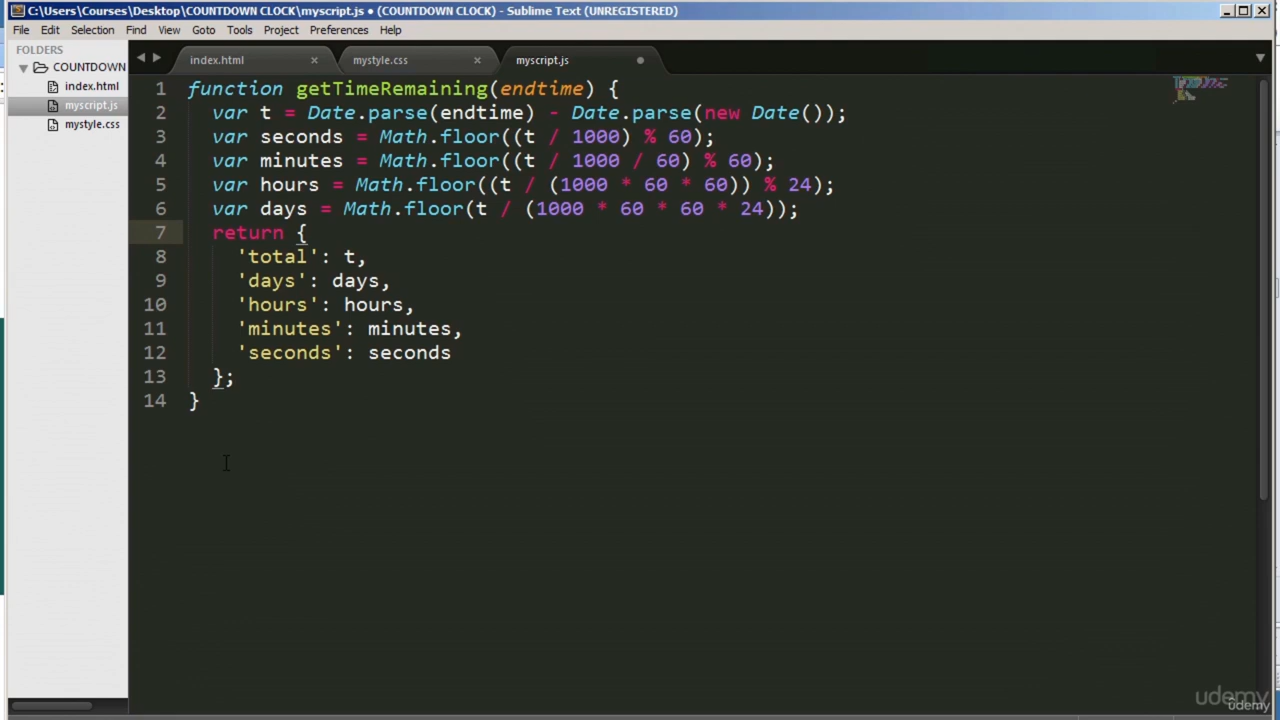 C:\Users\Courses\Desktop\COUNTDOWN CLOCK\myscript.js • (COUNTDOWN CLOCK) - Sublime Text (UNREGISTERED)
File Edit Selection Find View Goto Tools Project Preferences Help
FOLDERS
COUNTDOWN
index.html
myscript.js
mystyle.css
index.html mystyle.css myscript.js
1 function getTimeRemaining(endtime) {
2 var t = Date.parse(endtime) - Date.parse(new Date());
3 var seconds = Math.floor((t / 1000) % 60);
4 var minutes = Math.floor((t / 1000 / 60) % 60);
5 var hours = Math.floor((t / (1000 * 60 * 60)) % 24);
6 var days = Math.floor(t / (1000 * 60 * 60 * 24));
7 return {
8 'total': t,
9 'days': days,
10 'hours': hours,
11 'minutes': minutes,
12 'seconds': seconds
13 };
14 }
udemy
udemy